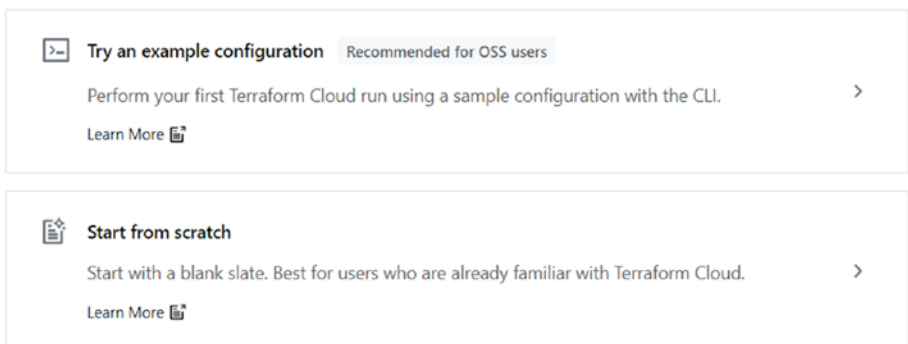 Try an example configuration Recommended for OSS users
Perform your first Terraform Cloud run using a sample configuration with the CLI.
Learn More
Start from scratch
Start with a blank slate. Best for users who are already familiar with Terraform Cloud.
Learn More